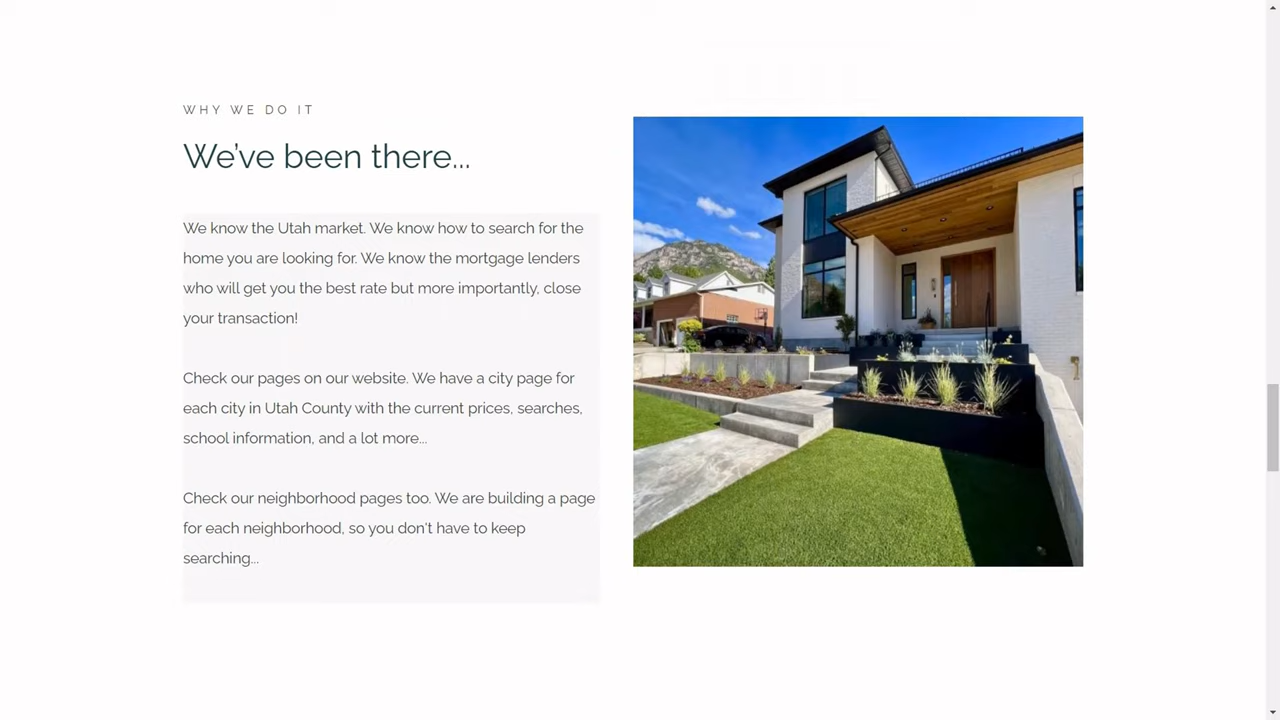 WHY WE DO IT
We've been there...
We know the Utah market. We know how to search for the
home you are looking for. We know the mortgage lenders
who will get you the best rate but more importantly, close
your transaction!
Check our pages on our website. We have a city page for
each city in Utah County with the current prices, searches,
school information, and a lot more...
Check our neighborhood pages too. We are building a page
for each neighborhood, so you don't have to keep
searching...